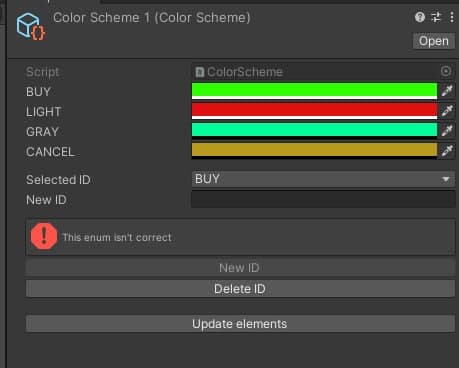 Color Scheme 1 (Color Scheme)
Open
Script ColorScheme
BUY
LIGHT
GRAY
CANCEL
Selected ID BUY
New ID
This enum isn't correct
New ID
Delete ID
Update elements